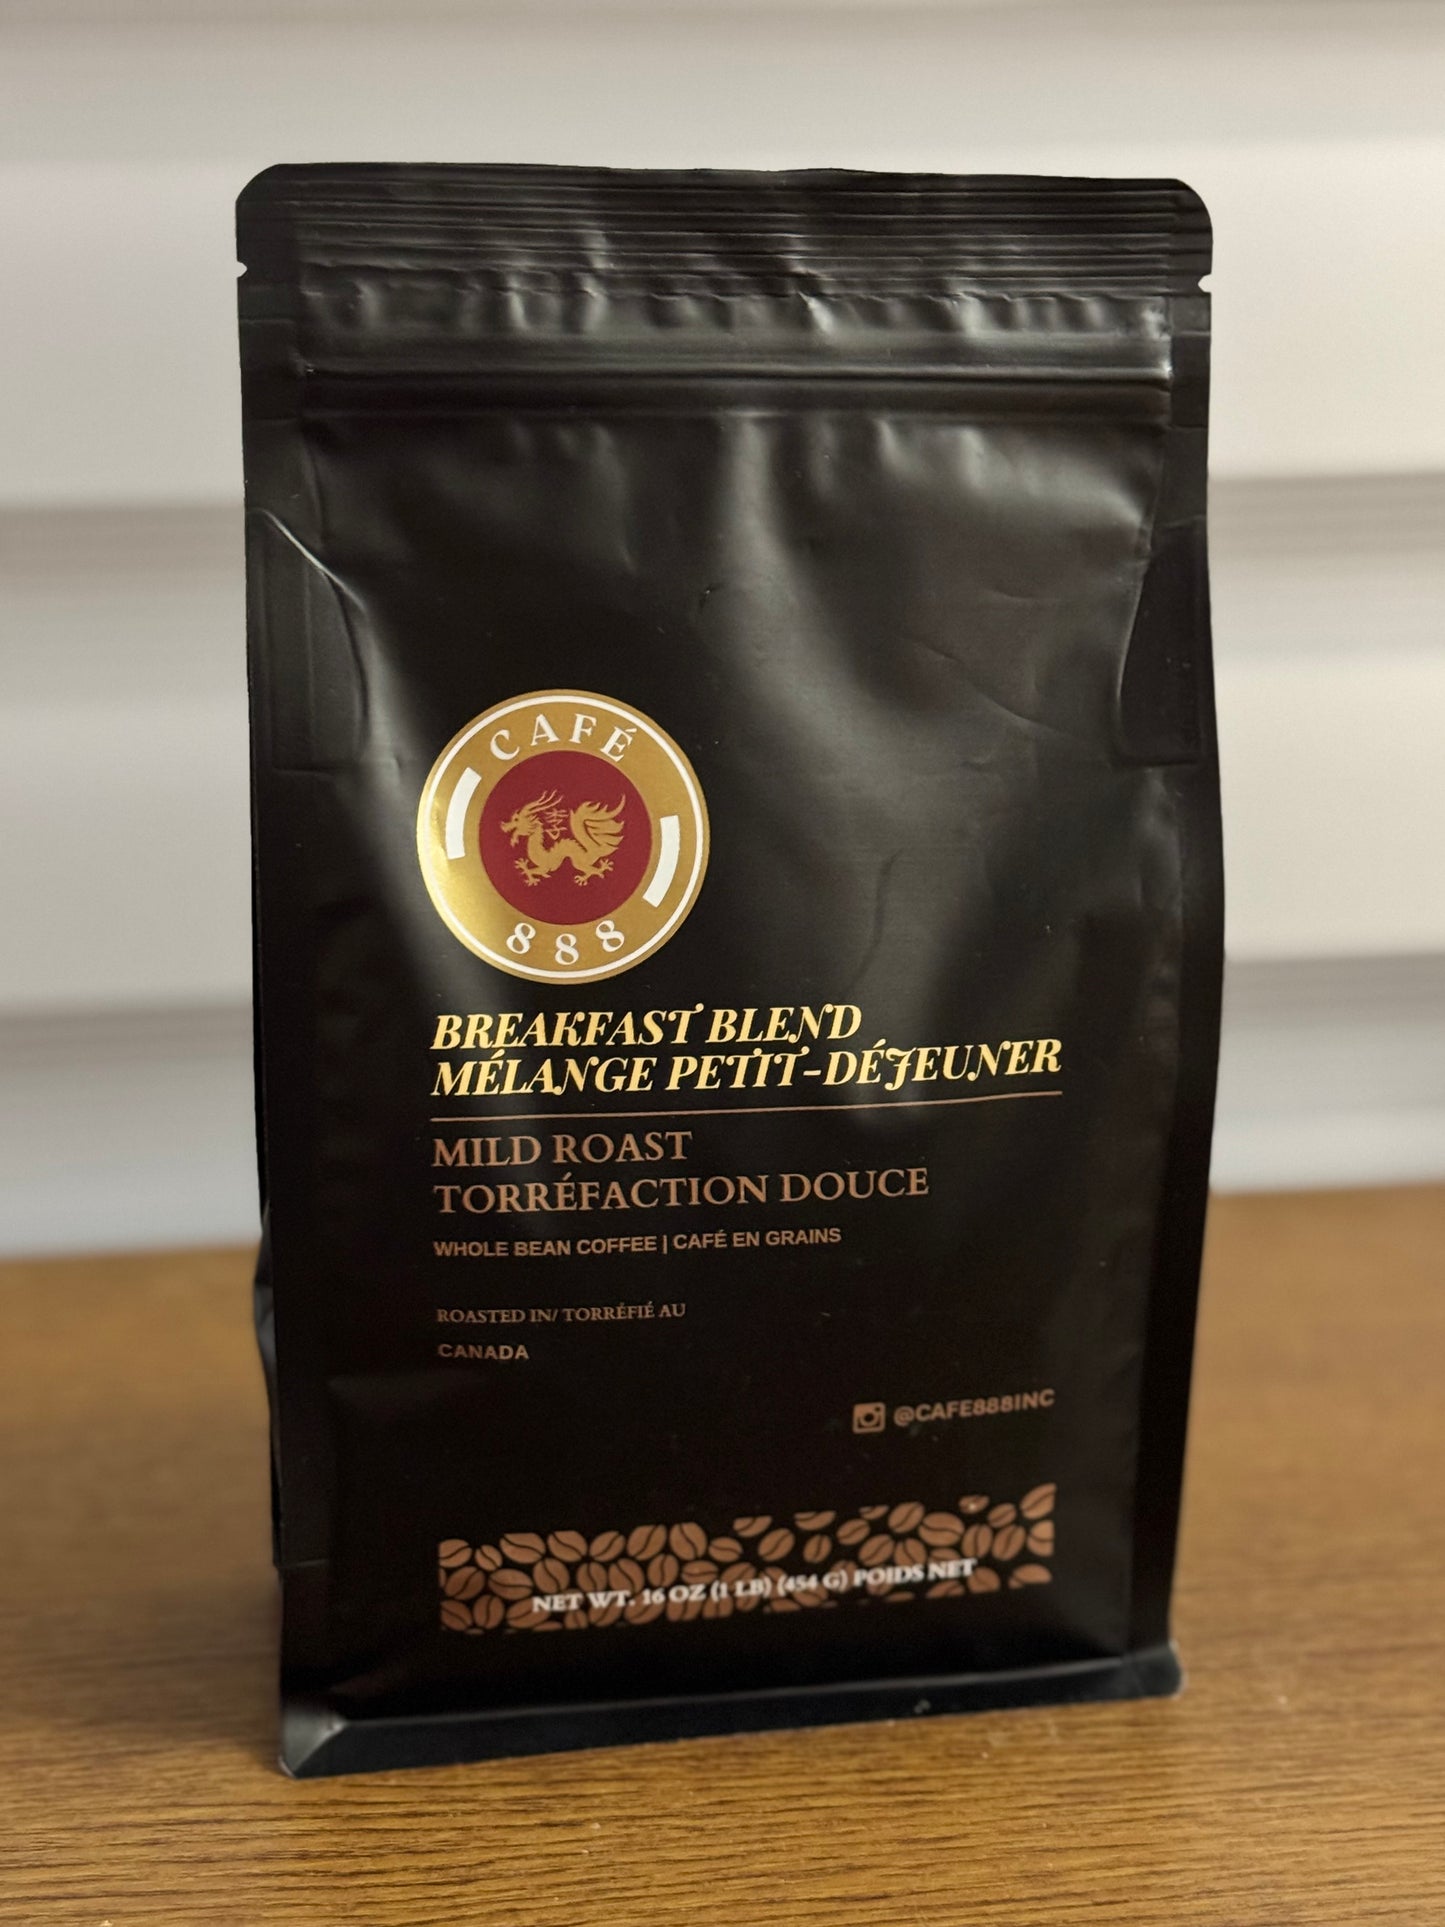 CAFÉ
李
888
BREAKFAST BLEND
MÉLANGE PETIT-DÉJEUNER
MILD ROAST
TORRÉFACTION DOUCE
WHOLE BEAN COFFEE | CAFÉ EN GRAINS
ROASTED IN/ TORRÉFIÉ AU
CANADA
@CAFE888INC
NET WT. 16 OZ (1 LB) (454 G) POIDS NET